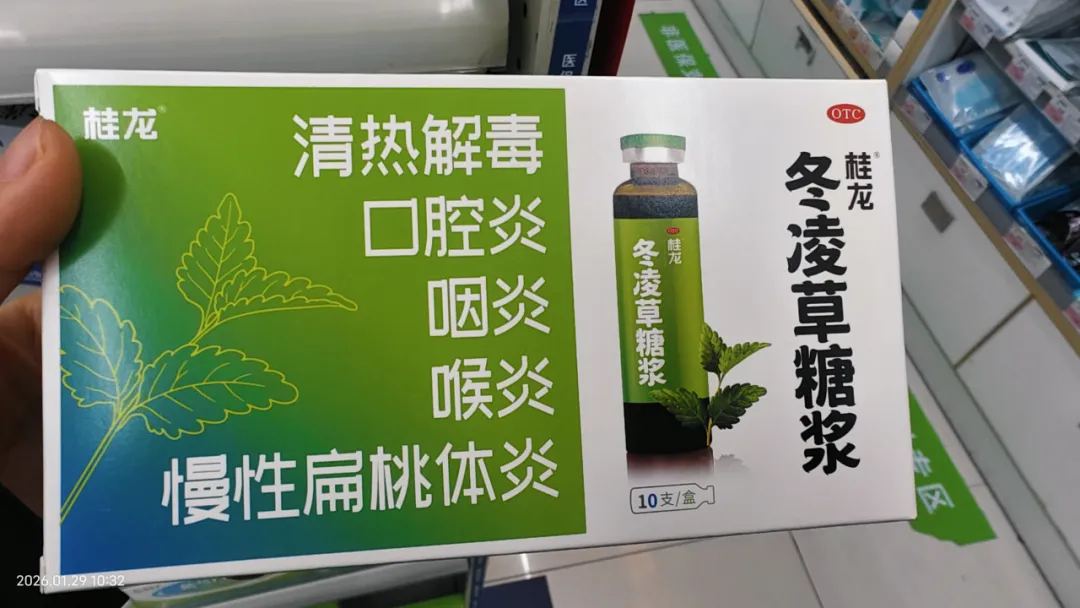 桂龙®
清热解毒
口腔炎
咽炎
喉炎
慢性扁桃体炎
OTC
桂龙®
冬凌草糖浆
OTC
桂龙
冬凌草糖浆
10支/盒
医
2026.01.29 10:32